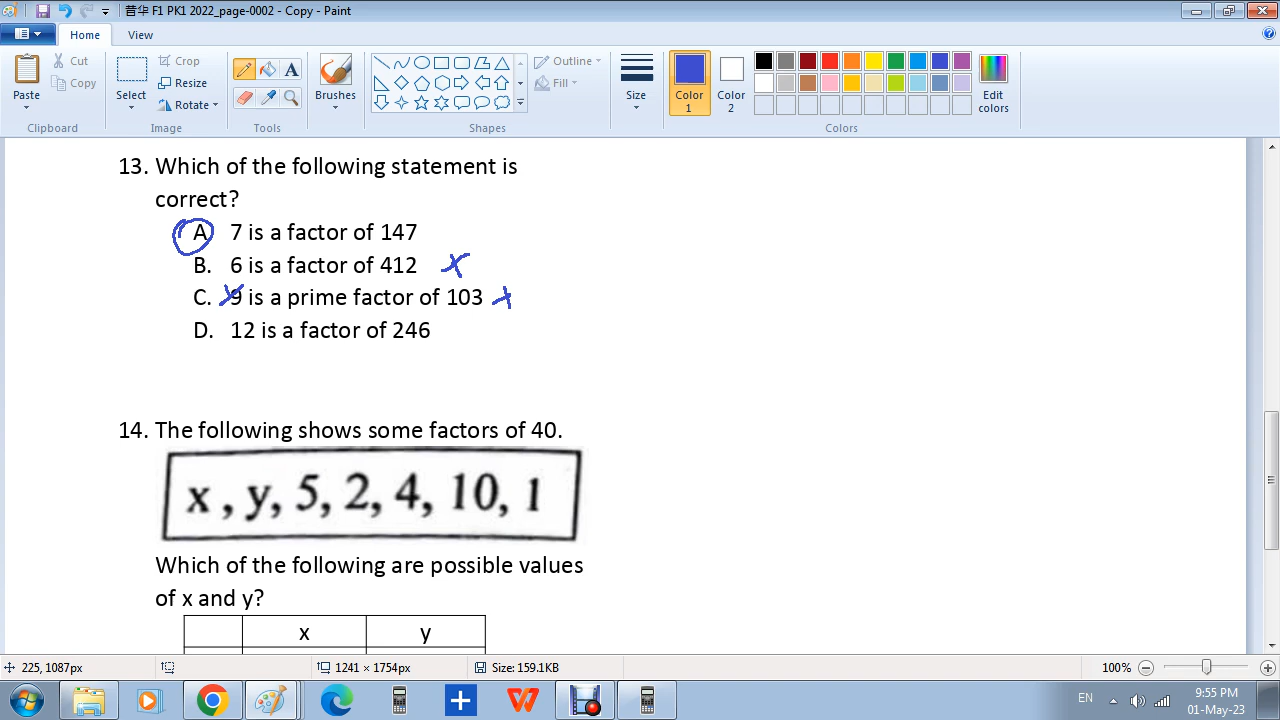 昔华 F1 PK1 2022_page-0002 - Copy - Paint
Home View
Paste
Cut
Copy
Clipboard
Select
Crop
Resize
Rotate
Image
A
Tools
Brushes
Outline
Fill
Shapes
Size
Color 1
Color 2
Edit colors
Colors
13. Which of the following statement is
correct?
A 7 is a factor of 147
B. 6 is a factor of 412 x
C. 9 is a prime factor of 103 x
D. 12 is a factor of 246
14. The following shows some factors of 40.
x , y, 5, 2, 4, 10, 1
Which of the following are possible values
of x and y?
x y
225, 1087px
1241 × 1754px
Size: 159.1KB
100%
EN
9:55 PM
01-May-23